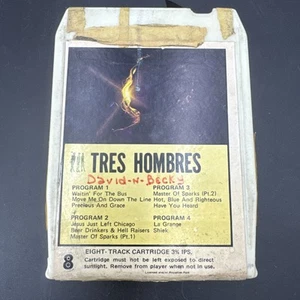 TRES HOMBRES
David-n-Becky
PROGRAM 1
Waitin' For The Bus
Move Me On Down The Line
Precious And Grace
PROGRAM 2
Jesus Just Left Chicago
Beer Drinkers & Hell Raisers
Master Of Sparks (Pt.1)
PROGRAM 3
Master Of Sparks (Pt.2)
Hot, Blue And Righteous
Have You Heard
PROGRAM 4
La Grange
Shiek
8
EIGHT-TRACK CARTRIDGE 3¾ IPS.
Cartridge must not be left exposed to direct
sunlight. Remove from player when not in use.